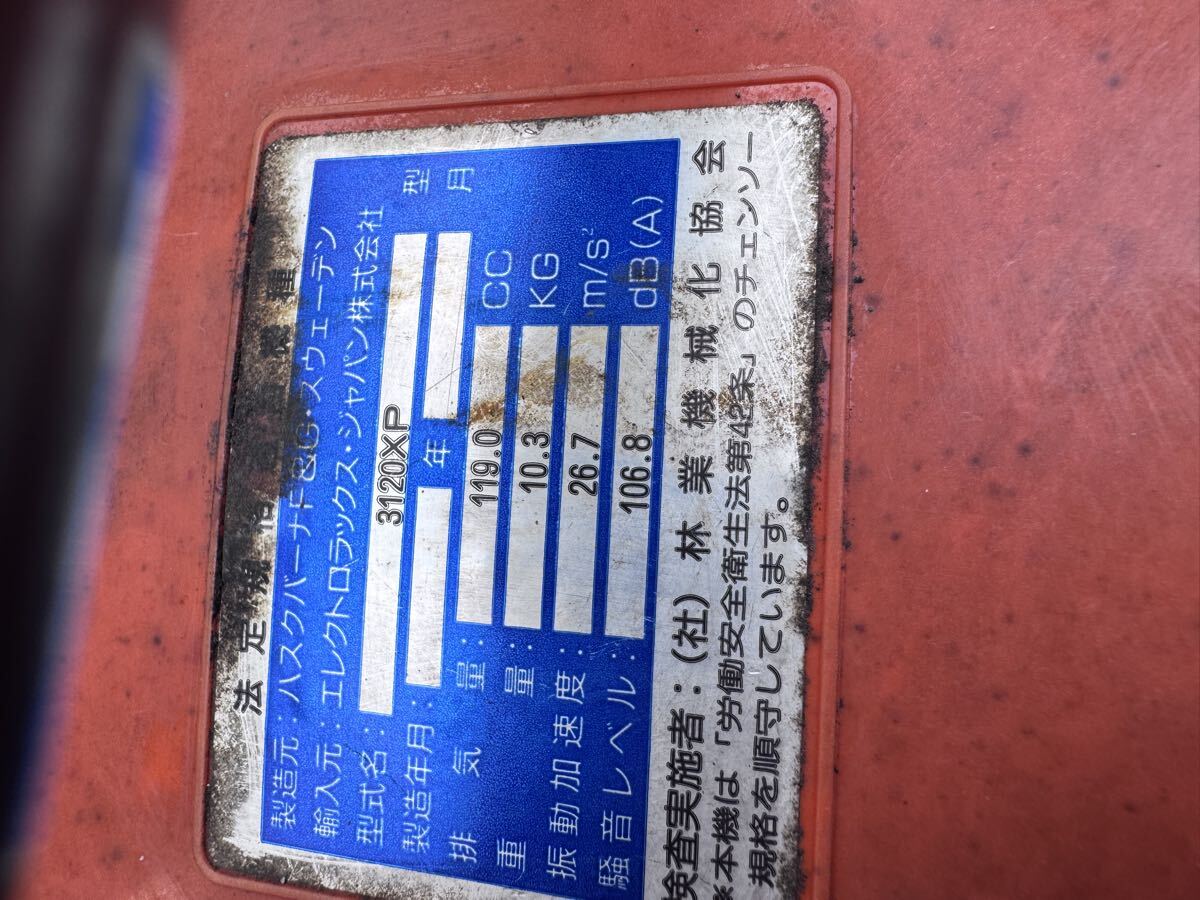 法定規格 機種
製造元：ハスクバーナF&G・スウェーデン
輸入元：エレクトロラックス・ジャパン株式会社
型式名： 3120XP 型
製造年月： 年 月
排気量： 119.0 CC
重量： 10.3 KG
振動加速度： 26.7 m/s²
騒音レベル： 106.8 dB(A)
検査実施者：（社）林業機械化協会
※本機は「労働安全衛生法第42条」のチェンソー
規格を順守しています。